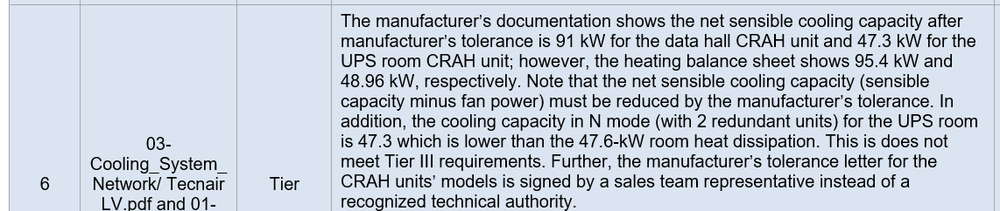 The manufacturer's documentation shows the net sensible cooling capacity after
manufacturer's tolerance is 91 kW for the data hall CRAH unit and 47.3 kW for the
UPS room CRAH unit; however, the heating balance sheet shows 95.4 kW and
48.96 kW, respectively. Note that the net sensible cooling capacity (sensible
capacity minus fan power) must be reduced by the manufacturer's tolerance. In
addition, the cooling capacity in N mode (with 2 redundant units) for the UPS room
is 47.3 which is lower than the 47.6-kW room heat dissipation. This is does not
meet Tier III requirements. Further, the manufacturer's tolerance letter for the
CRAH units' models is signed by a sales team representative instead of a
recognized technical authority.
6
03-
Cooling_System_
Network/ Tecnair
LV.pdf and 01-
Tier